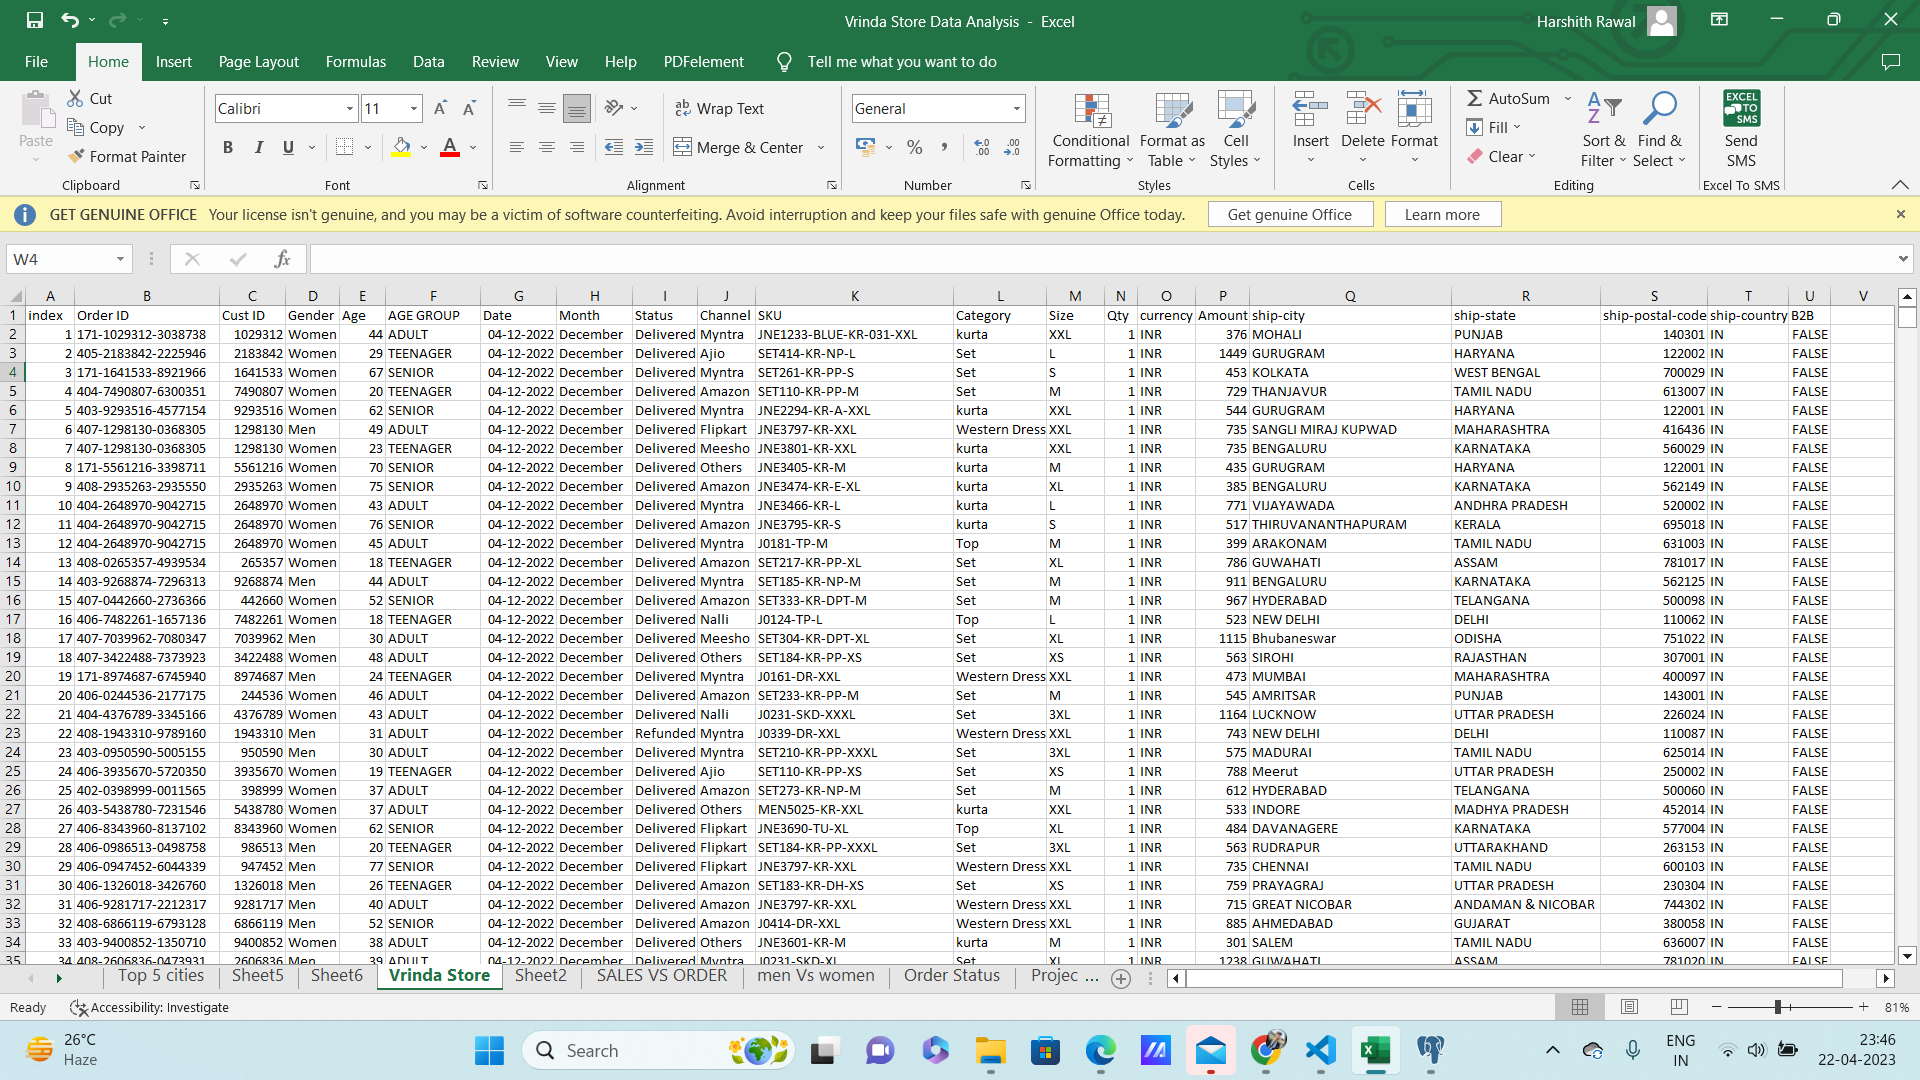 Vrinda Store Data Analysis - Excel
Harshith Rawal
File Home Insert Page Layout Formulas Data Review View Help PDFelement Tell me what you want to do
Paste
Cut
Copy
Format Painter
Clipboard
Calibri 11
B I U
Font
Wrap Text
Merge & Center
Alignment
General
Number
Conditional Formatting
Format as Table
Cell Styles
Styles
Insert Delete Format
Cells
AutoSum
Fill
Clear
Sort & Filter
Find & Select
Editing
EXCEL TO SMS
Send SMS
Excel To SMS
GET GENUINE OFFICE Your license isn't genuine, and you may be a victim of software counterfeiting. Avoid interruption and keep your files safe with genuine Office today. Get genuine Office Learn more
W4 fx
A B C D E F G H I J K L M N O P Q R S T U V
1 index Order ID Cust ID Gender Age AGE GROUP Date Month Status Channel SKU Category Size Qty currency Amount ship-city ship-state ship-postal-code ship-country B2B
2 1 171-1029312-3038738 1029312 Women 44 ADULT 04-12-2022 December Delivered Myntra JNE1233-BLUE-KR-031-XXL kurta XXL 1 INR 376 MOHALI PUNJAB 140301 IN FALSE
3 2 405-2183842-2225946 2183842 Women 29 TEENAGER 04-12-2022 December Delivered Ajio SET414-KR-NP-L Set L 1 INR 1449 GURUGRAM HARYANA 122002 IN FALSE
4 3 171-1641533-8921966 1641533 Women 67 SENIOR 04-12-2022 December Delivered Myntra SET261-KR-PP-S Set S 1 INR 453 KOLKATA WEST BENGAL 700029 IN FALSE
5 4 404-7490807-6300351 7490807 Women 20 TEENAGER 04-12-2022 December Delivered Amazon SET110-KR-PP-M Set M 1 INR 729 THANJAVUR TAMIL NADU 613007 IN FALSE
6 5 403-9293516-4577154 9293516 Women 62 SENIOR 04-12-2022 December Delivered Myntra JNE2294-KR-A-XXL kurta XXL 1 INR 544 GURUGRAM HARYANA 122001 IN FALSE
7 6 407-1298130-0368305 1298130 Men 49 ADULT 04-12-2022 December Delivered Flipkart JNE3797-KR-XXL Western Dress XXL 1 INR 735 SANGLI MIRAJ KUPWAD MAHARASHTRA 416436 IN FALSE
8 7 407-1298130-0368305 1298130 Women 23 TEENAGER 04-12-2022 December Delivered Meesho JNE3801-KR-XXL kurta XXL 1 INR 735 BENGALURU KARNATAKA 560029 IN FALSE
9 8 171-5561216-3398711 5561216 Women 70 SENIOR 04-12-2022 December Delivered Others JNE3405-KR-M kurta M 1 INR 435 GURUGRAM HARYANA 122001 IN FALSE
10 9 408-2935263-2935550 2935263 Women 75 SENIOR 04-12-2022 December Delivered Amazon JNE3474-KR-E-XL kurta XL 1 INR 385 BENGALURU KARNATAKA 562149 IN FALSE
11 10 404-2648970-9042715 2648970 Women 43 ADULT 04-12-2022 December Delivered Myntra JNE3466-KR-L kurta L 1 INR 771 VIJAYAWADA ANDHRA PRADESH 520002 IN FALSE
12 11 404-2648970-9042715 2648970 Women 76 SENIOR 04-12-2022 December Delivered Amazon JNE3795-KR-S kurta S 1 INR 517 THIRUVANANTHAPURAM KERALA 695018 IN FALSE
13 12 404-2648970-9042715 2648970 Women 45 ADULT 04-12-2022 December Delivered Myntra J0181-TP-M Top M 1 INR 399 ARAKONAM TAMIL NADU 631003 IN FALSE
14 13 408-0265357-4939534 265357 Women 18 TEENAGER 04-12-2022 December Delivered Amazon SET217-KR-PP-XL Set XL 1 INR 786 GUWAHATI ASSAM 781017 IN FALSE
15 14 403-9268874-7296313 9268874 Men 44 ADULT 04-12-2022 December Delivered Myntra SET185-KR-NP-M Set M 1 INR 911 BENGALURU KARNATAKA 562125 IN FALSE
16 15 407-0442660-2736366 442660 Women 52 SENIOR 04-12-2022 December Delivered Amazon SET333-KR-DPT-M Set M 1 INR 967 HYDERABAD TELANGANA 500098 IN FALSE
17 16 406-7482261-1657136 7482261 Women 18 TEENAGER 04-12-2022 December Delivered Nalli J0124-TP-L Top L 1 INR 523 NEW DELHI DELHI 110062 IN FALSE
18 17 407-7039962-7080347 7039962 Men 30 ADULT 04-12-2022 December Delivered Meesho SET304-KR-DPT-XL Set XL 1 INR 1115 Bhubaneswar ODISHA 751022 IN FALSE
19 18 407-3422488-7373923 3422488 Women 48 ADULT 04-12-2022 December Delivered Others SET184-KR-PP-XS Set XS 1 INR 563 SIROHI RAJASTHAN 307001 IN FALSE
20 19 171-8974687-6745940 8974687 Men 24 TEENAGER 04-12-2022 December Delivered Myntra J0161-DR-XXL Western Dress XXL 1 INR 473 MUMBAI MAHARASHTRA 400097 IN FALSE
21 20 406-0244536-2177175 244536 Women 46 ADULT 04-12-2022 December Delivered Amazon SET233-KR-PP-M Set M 1 INR 545 AMRITSAR PUNJAB 143001 IN FALSE
22 21 404-4376789-3345166 4376789 Women 43 ADULT 04-12-2022 December Delivered Nalli J0231-SKD-XXXL Set 3XL 1 INR 1164 LUCKNOW UTTAR PRADESH 226024 IN FALSE
23 22 408-1943310-9789160 1943310 Men 31 ADULT 04-12-2022 December Refunded Myntra J0339-DR-XXL Western Dress XXL 1 INR 743 NEW DELHI DELHI 110087 IN FALSE
24 23 403-0950590-5005155 950590 Men 30 ADULT 04-12-2022 December Delivered Myntra SET210-KR-PP-XXXL Set 3XL 1 INR 575 MADURAI TAMIL NADU 625014 IN FALSE
25 24 406-3935670-5720350 3935670 Women 19 TEENAGER 04-12-2022 December Delivered Ajio SET110-KR-PP-XS Set XS 1 INR 788 Meerut UTTAR PRADESH 250002 IN FALSE
26 25 402-0398999-0011565 398999 Women 37 ADULT 04-12-2022 December Delivered Amazon SET273-KR-NP-M Set M 1 INR 612 HYDERABAD TELANGANA 500060 IN FALSE
27 26 403-5438780-7231546 5438780 Women 37 ADULT 04-12-2022 December Delivered Others MEN5025-KR-XXL kurta XXL 1 INR 533 INDORE MADHYA PRADESH 452014 IN FALSE
28 27 406-8343960-8137102 8343960 Women 62 SENIOR 04-12-2022 December Delivered Flipkart JNE3690-TU-XL Top XL 1 INR 484 DAVANAGERE KARNATAKA 577004 IN FALSE
29 28 406-0986513-0498758 986513 Men 20 TEENAGER 04-12-2022 December Delivered Flipkart SET184-KR-PP-XXXL Set 3XL 1 INR 563 RUDRAPUR UTTARAKHAND 263153 IN FALSE
30 29 406-0947452-6044339 947452 Men 77 SENIOR 04-12-2022 December Delivered Flipkart JNE3797-KR-XXL Western Dress XXL 1 INR 735 CHENNAI TAMIL NADU 600103 IN FALSE
31 30 406-1326018-3426760 1326018 Men 26 TEENAGER 04-12-2022 December Delivered Amazon SET183-KR-DH-XS Set XS 1 INR 759 PRAYAGRAJ UTTAR PRADESH 230304 IN FALSE
32 31 406-9281717-2212317 9281717 Men 40 ADULT 04-12-2022 December Delivered Amazon JNE3797-KR-XXL Western Dress XXL 1 INR 715 GREAT NICOBAR ANDAMAN & NICOBAR 744302 IN FALSE
33 32 408-6866119-6793128 6866119 Men 52 SENIOR 04-12-2022 December Delivered Amazon J0414-DR-XXL Western Dress XXL 1 INR 885 AHMEDABAD GUJARAT 380058 IN FALSE
34 33 403-9400852-1350710 9400852 Women 38 ADULT 04-12-2022 December Delivered Others JNE3601-KR-M kurta M 1 INR 301 SALEM TAMIL NADU 636007 IN FALSE
35 34 408-2606836-0473931 2606836 Men 39 ADULT 04-12-2022 December Delivered Myntra J0231-SKD-XL Set XL 1 INR 1238 GUWAHATI ASSAM 781020 IN FALSE
Top 5 cities Sheet5 Sheet6 Vrinda Store Sheet2 SALES VS ORDER men Vs women Order Status Projec ...
Ready Accessibility: Investigate 81%
26°C
Haze
Search
ENG
IN
23:46
22-04-2023